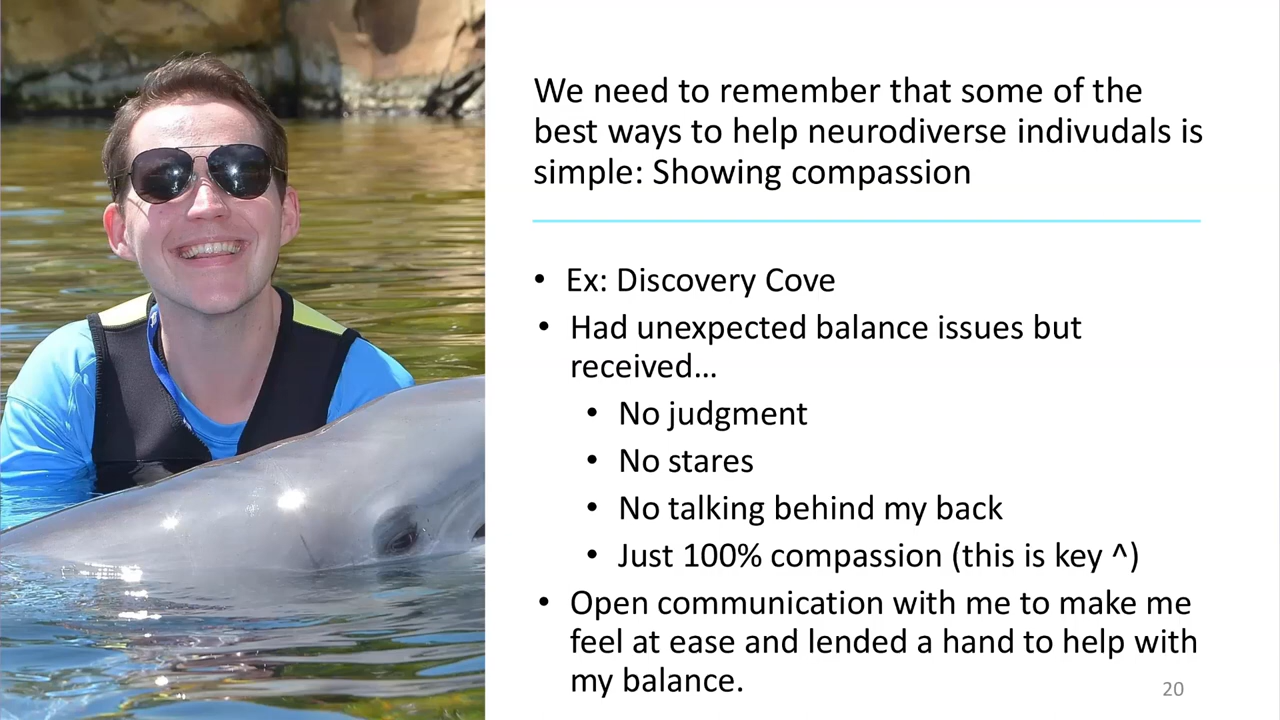 We need to remember that some of the
best ways to help neurodiverse indivudals is
simple: Showing compassion
• Ex: Discovery Cove
• Had unexpected balance issues but
received…
• No judgment
• No stares
• No talking behind my back
• Just 100% compassion (this is key ^)
• Open communication with me to make me
feel at ease and lended a hand to help with
my balance.
20